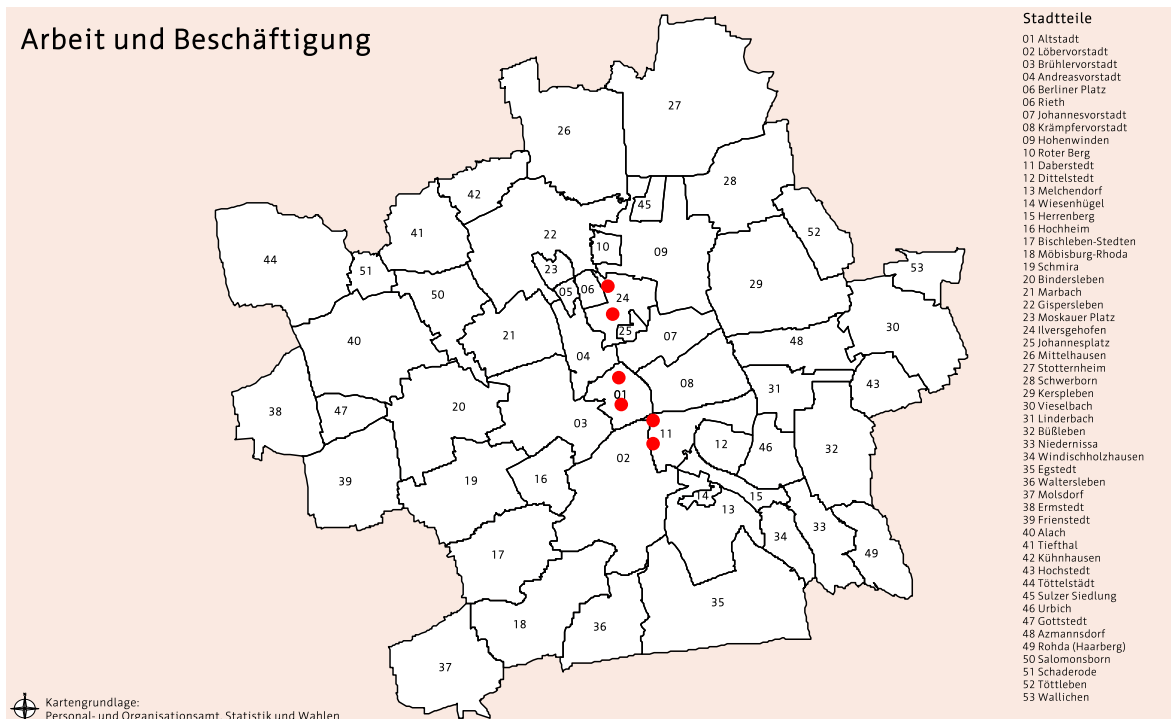 Arbeit und Beschäftigung
Stadtteile
01 Altstadt
02 Löbervorstadt
03 Brühlervorstadt
04 Andreasvorstadt
06 Berliner Platz
06 Rieth
07 Johannesvorstadt
08 Krämpfervorstadt
09 Hohenwinden
10 Roter Berg
11 Daberstedt
12 Dittelstedt
13 Melchendorf
14 Wiesenhügel
15 Herrenberg
16 Hochheim
17 Bischleben-Stedten
18 Möbisburg-Rhoda
19 Schmira
20 Bindersleben
21 Marbach
22 Gispersleben
23 Moskauer Platz
24 Ilversgehofen
25 Johannesplatz
26 Mittelhausen
27 Stotternheim
28 Schwerborn
29 Kerspleben
30 Vieselbach
31 Linderbach
32 Büßleben
33 Niedernissa
34 Windischholzhausen
35 Egstedt
36 Waltersleben
37 Molsdorf
38 Ermstedt
39 Frienstedt
40 Alach
41 Tiefthal
42 Kühnhausen
43 Hochstedt
44 Töttelstädt
45 Sulzer Siedlung
46 Urbich
47 Gottstedt
48 Azmannsdorf
49 Rohda (Haarberg)
50 Salomonsborn
51 Schaderode
52 Töttleben
53 Wallichen
27
26
28
42
45
41
22
52
10
09
44
51
23
53
50
05
06
24
29
30
25
21
07
48
40
04
08
31
43
01
38
47
20
03
11
12
46
32
02
39
19
16
14
15
13
33
34
49
17
35
18
36
37
Kartengrundlage:
Personal- und Organisationsamt, Statistik und Wahlen